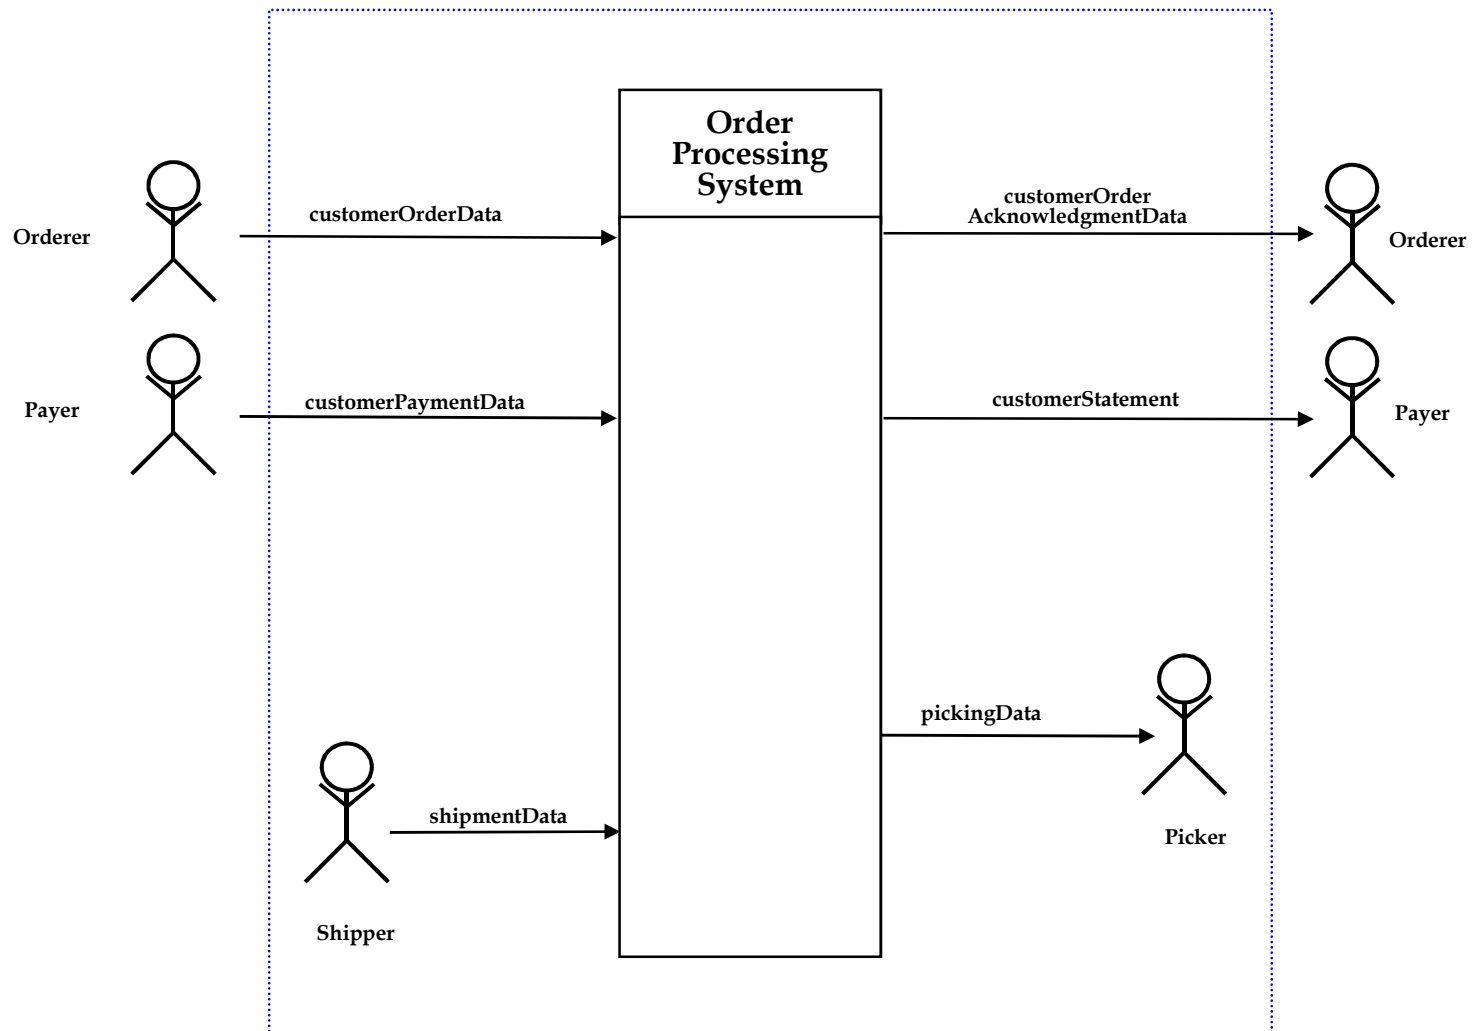 Order
Processing
System
customerOrderData
customerOrder
AcknowledgmentData
Orderer
Orderer
customerPaymentData
customerStatement
Payer
Payer
pickingData
shipmentData
Picker
Shipper